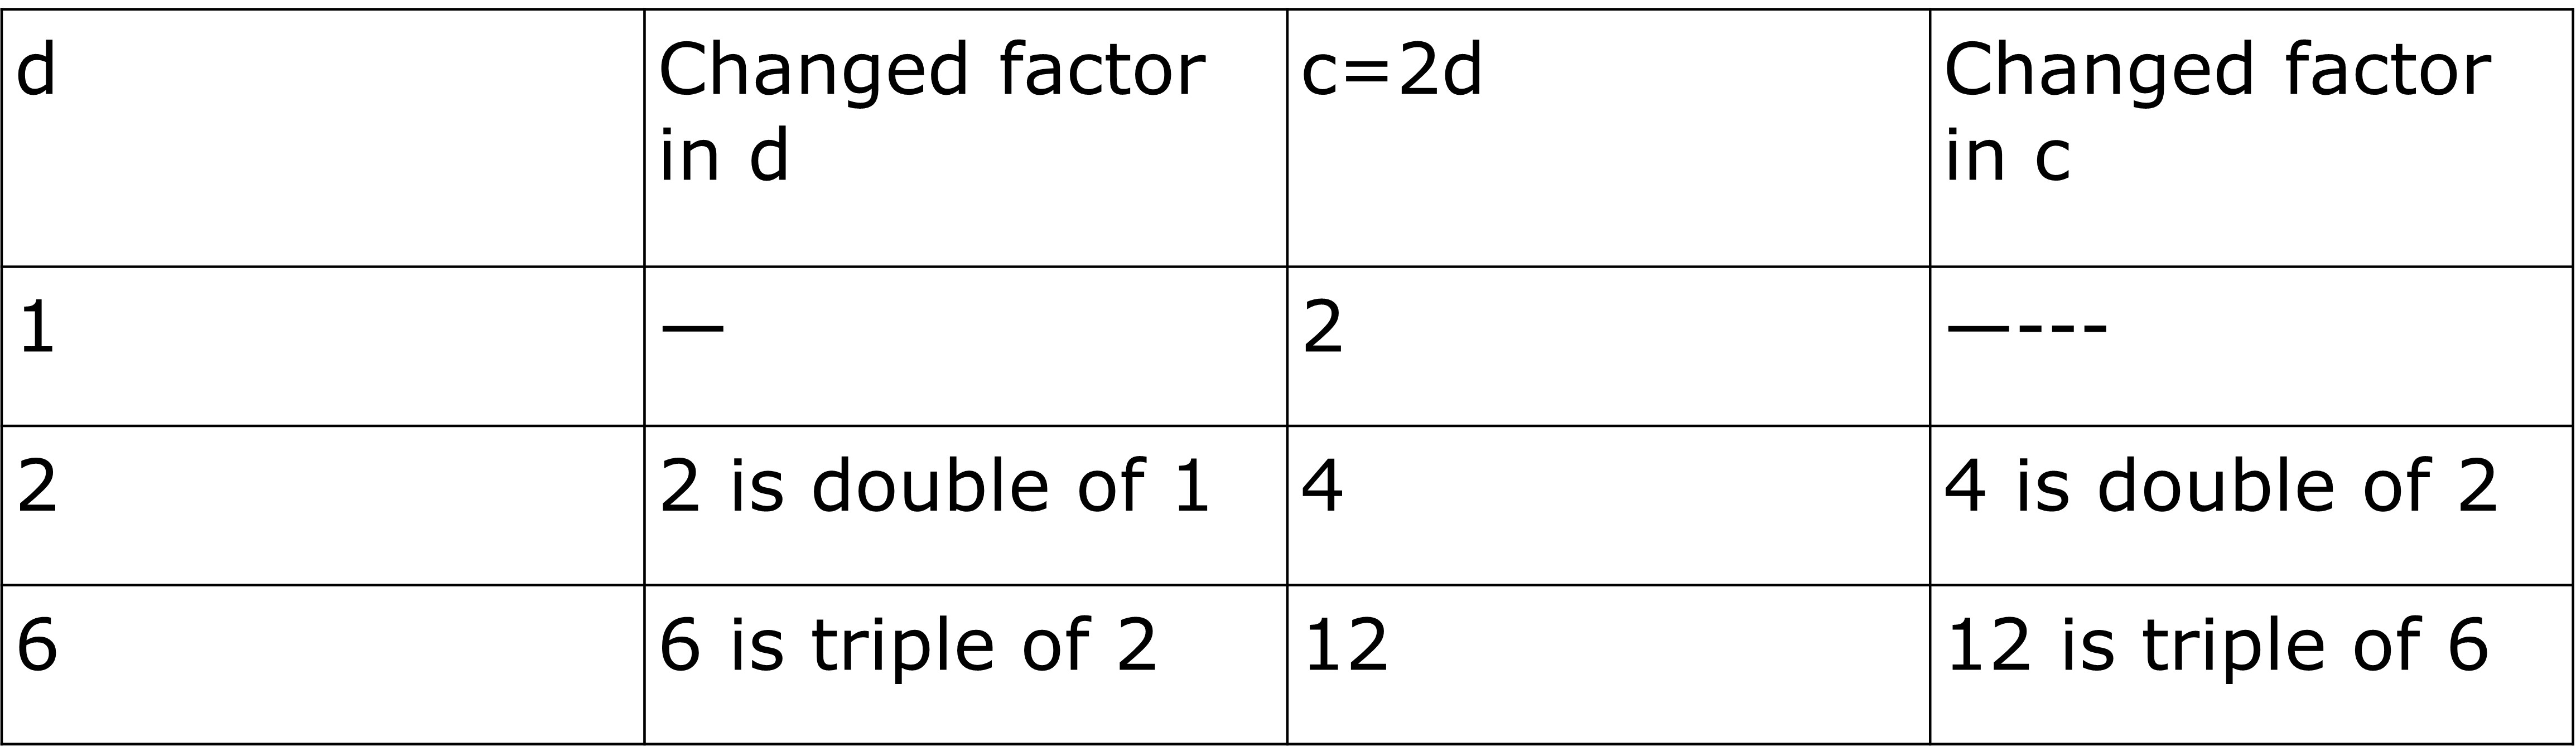 d
Changed factor
in d
c=2d
Changed factor
in c
1
—
2
—---
2
2 is double of 1
4
4 is double of 2
6
6 is triple of 2
12
12 is triple of 6